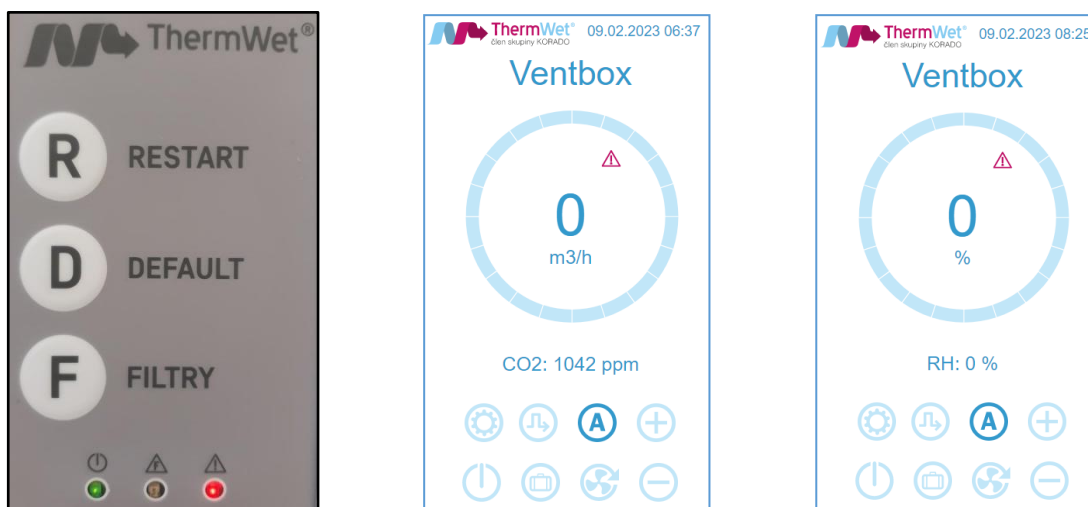 ThermWet®
R RESTART
D DEFAULT
F FILTRY
F
ThermWet® 09.02.2023 06:37
člen skupiny KORADO
Ventbox
0
m3/h
CO2: 1042 ppm
A
ThermWet® 09.02.2023 08:25
člen skupiny KORADO
Ventbox
0
%
RH: 0 %
A